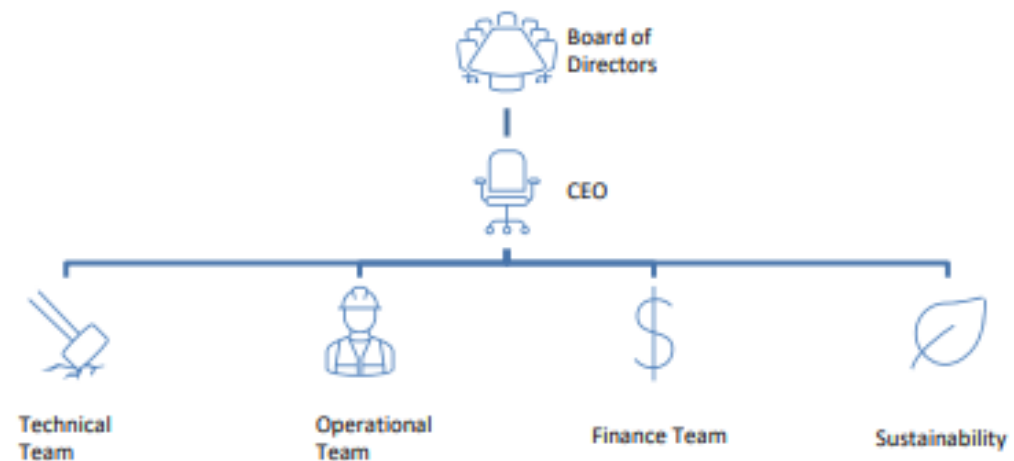 Board of
Directors
CEO
Technical
Team
Operational
Team
Finance Team
Sustainability